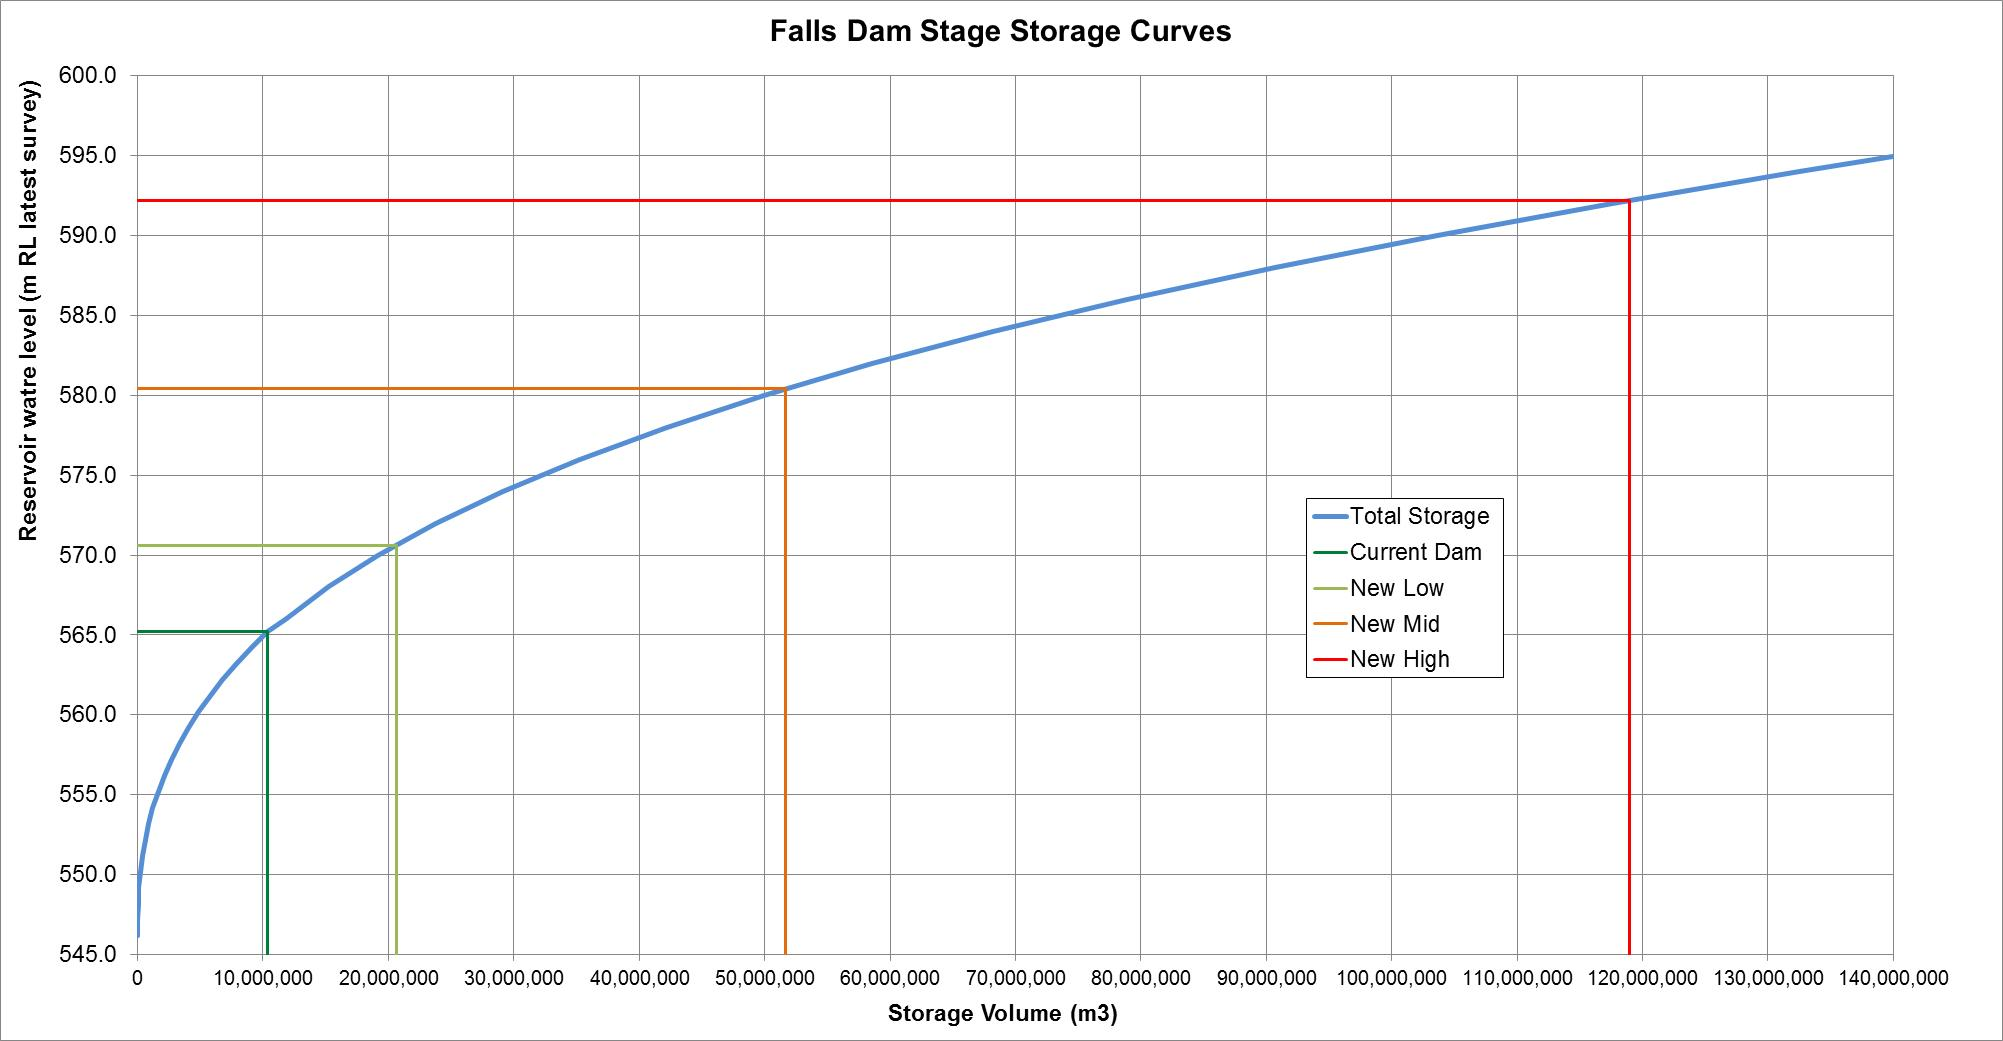 Falls Dam Stage Storage Curves
Reservoir watre level (m RL latest survey)
600.0
595.0
590.0
585.0
580.0
575.0
570.0
565.0
560.0
555.0
550.0
545.0
Total Storage
Current Dam
New Low
New Mid
New High
0 10,000,000 20,000,000 30,000,000 40,000,000 50,000,000 60,000,000 70,000,000 80,000,000 90,000,000 100,000,000 110,000,000 120,000,000 130,000,000 140,000,000
Storage Volume (m3)